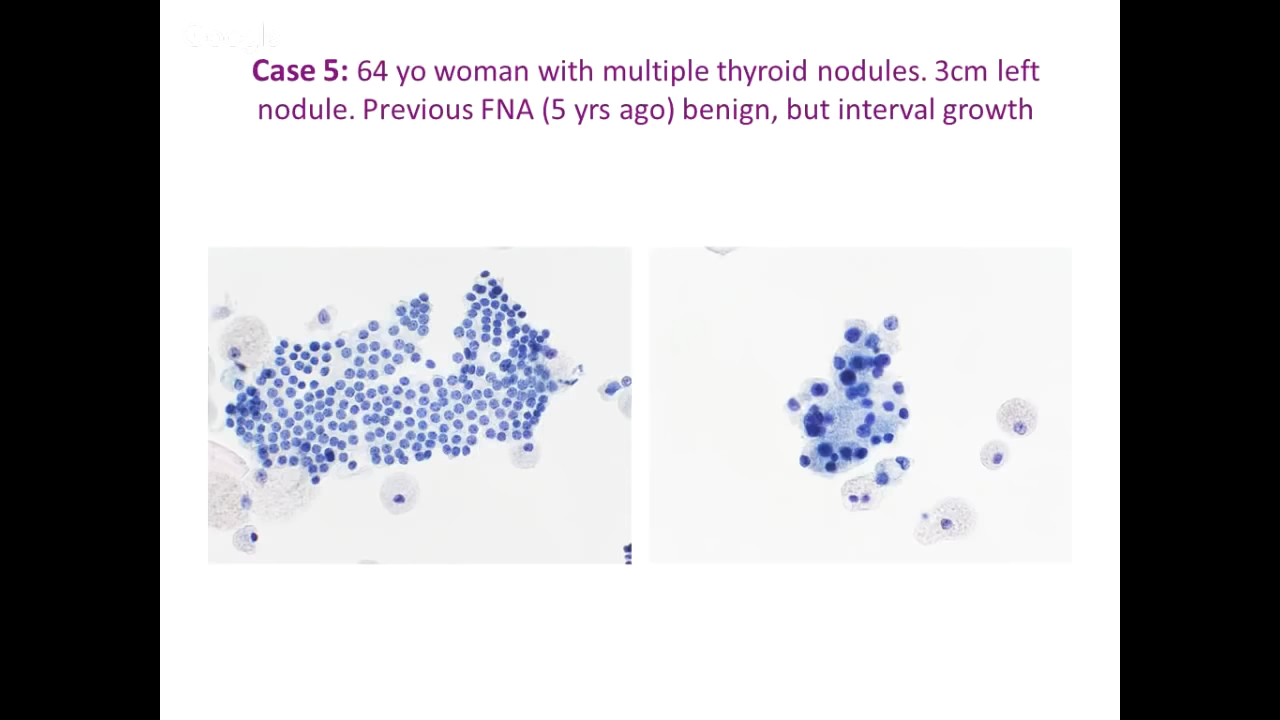 Google
Case 5: 64 yo woman with multiple thyroid nodules. 3cm left
nodule. Previous FNA (5 yrs ago) benign, but interval growth